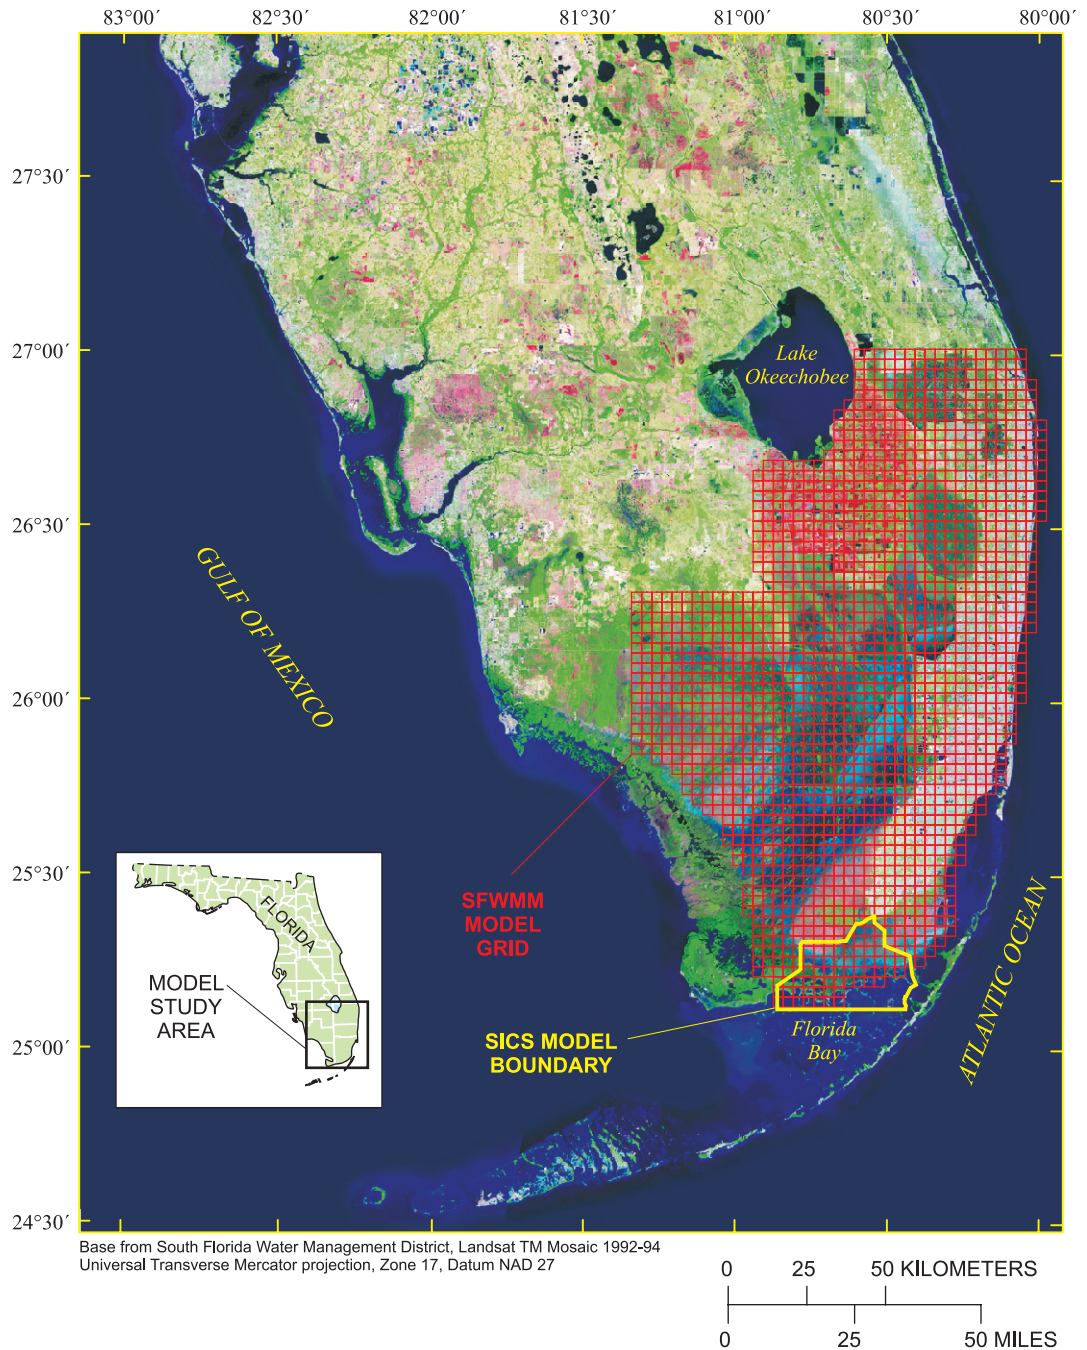 83°00′ 82°30′ 82°00′ 81°30′ 81°00′ 80°30′ 80°00′
27°30′
27°00′
26°30′
26°00′
25°30′
25°00′
24°30′
Lake
Okeechobee
GULF OF MEXICO
ATLANTIC OCEAN
SFWMM
MODEL
GRID
FLORIDA
MODEL
STUDY
AREA
SICS MODEL
BOUNDARY
Florida
Bay
Base from South Florida Water Management District, Landsat TM Mosaic 1992-94
Universal Transverse Mercator projection, Zone 17, Datum NAD 27
0 25 50 KILOMETERS
0 25 50 MILES